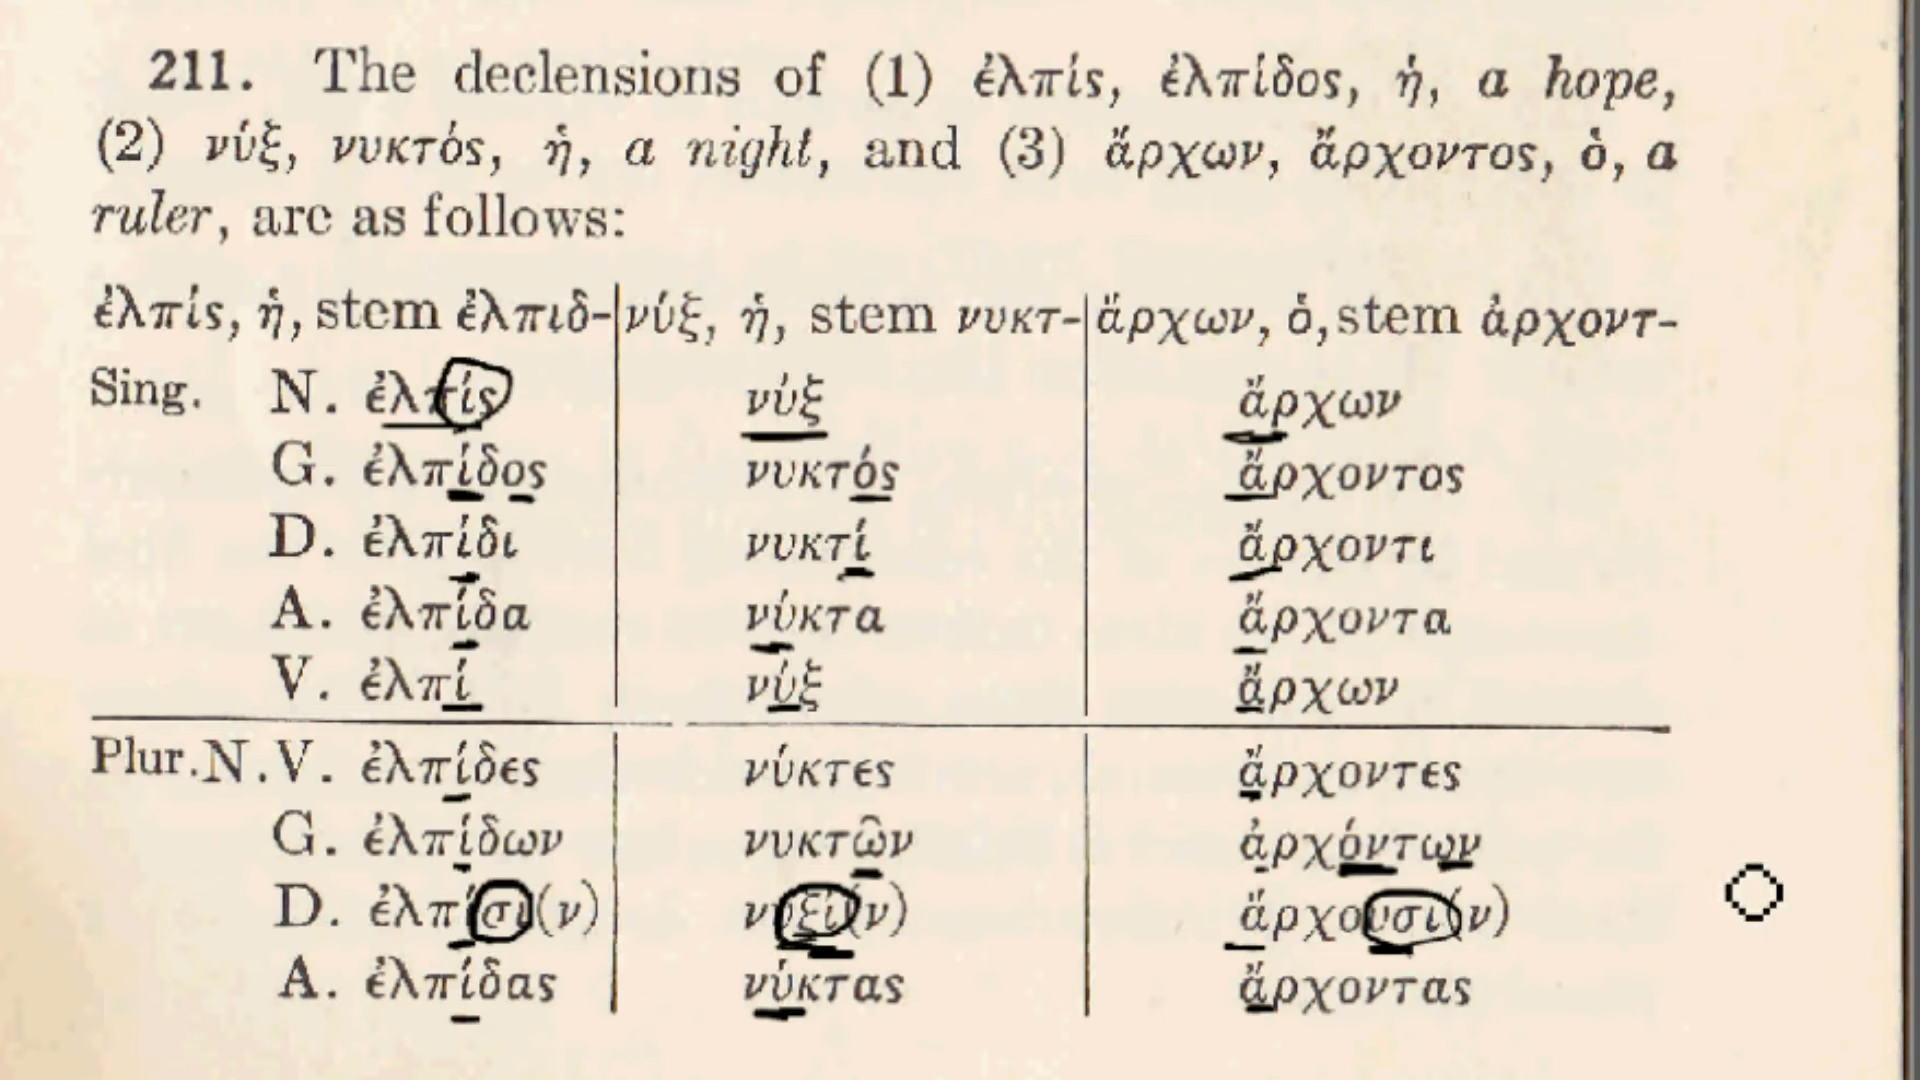 211. The declensions of (1) ἐλπίς, ἐλπίδος, ἡ, a hope,
(2) νύξ, νυκτός, ἡ, a night, and (3) ἄρχων, ἄρχοντος, ὁ, a
ruler, are as follows:
ἐλπίς, ἡ, stem ἐλπιδ- νύξ, ἡ, stem νυκτ- ἄρχων, ὁ, stem ἀρχοντ-
Sing. N. ἐλπίς νύξ ἄρχων
G. ἐλπίδος νυκτός ἄρχοντος
D. ἐλπίδι νυκτί ἄρχοντι
A. ἐλπίδα νύκτα ἄρχοντα
V. ἐλπί νύξ ἄρχων
Plur. N. V. ἐλπίδες νύκτες ἄρχοντες
G. ἐλπίδων νυκτῶν ἀρχόντων
D. ἐλπίσι(ν) νυξί(ν) ἄρχουσι(ν)
A. ἐλπίδας νύκτας ἄρχοντας